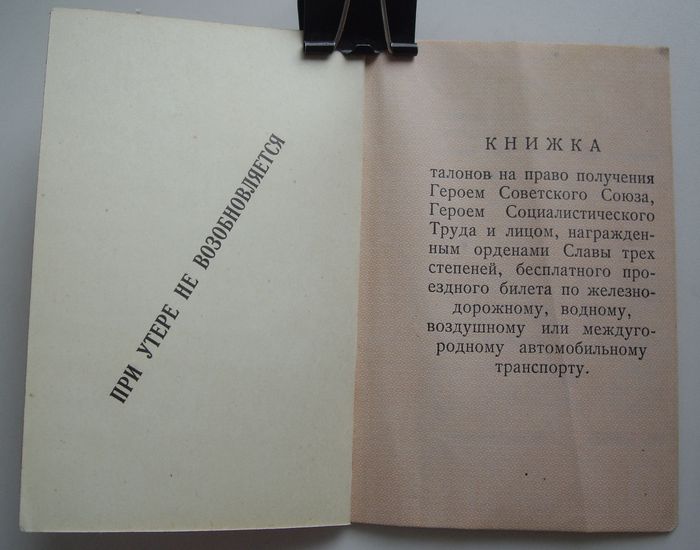 ПРИ УТЕРЕ НЕ ВОЗОБНОВЛЯЕТСЯ
КНИЖКА
талонов на право получения
Героем Советского Союза,
Героем Социалистического
Труда и лицом, награжден-
ным орденами Славы трех
степеней, бесплатного про-
ездного билета по железно-
дорожному, водному,
воздушному или междуго-
родному автомобильному
транспорту.